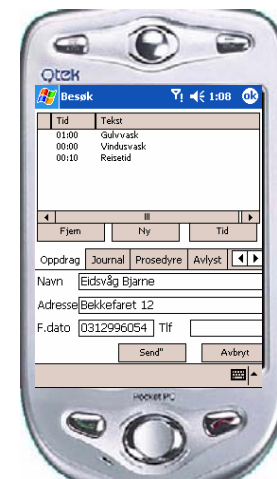 Qtek
Besøk 1:08 ok
Tid Tekst
01:00 Gulvvask
00:00 Vindusvask
00:10 Reisetid
Fjern Ny Tid
Oppdrag Journal Prosedyre Avlyst
Navn Eidsvåg Bjarne
Adresse Bekkefaret 12
F.dato 0312996054 Tlf
Send" Avbryt
Pocket PC